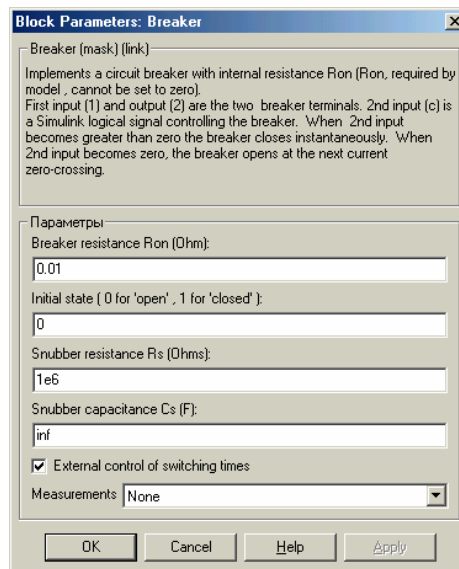 Block Parameters: Breaker
Breaker (mask) (link)
Implements a circuit breaker with internal resistance Ron (Ron, required by
model , cannot be set to zero).
First input (1) and output (2) are the two breaker terminals. 2nd input (c) is
a Simulink logical signal controlling the breaker. When 2nd input
becomes greater than zero the breaker closes instantaneously. When
2nd input becomes zero, the breaker opens at the next current
zero-crossing.
Параметры
Breaker resistance Ron (Ohm):
0.01
Initial state ( 0 for 'open' , 1 for 'closed' ):
0
Snubber resistance Rs (Ohms):
1e6
Snubber capacitance Cs (F):
inf
External control of switching times
Measurements None
OK Cancel Help Apply